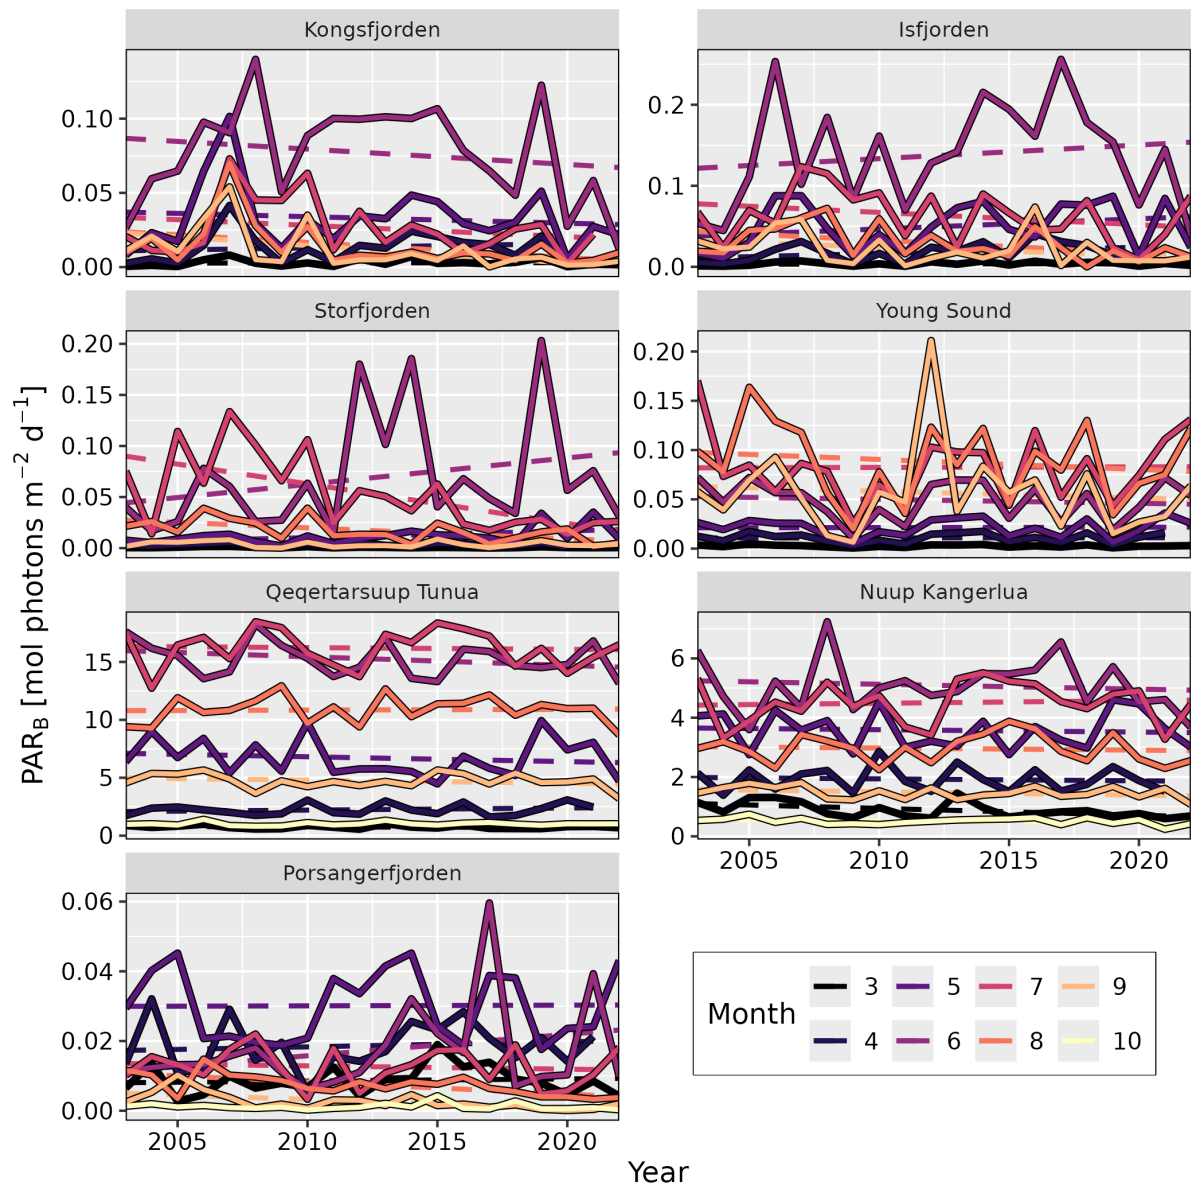 Kongsfjorden
Isfjorden
0.10
0.05
0.00
0.2
0.1
0.0
Storfjorden
Young Sound
0.20
0.15
0.10
0.05
0.00
0.20
0.15
0.10
0.05
0.00
Qeqertarsuup Tunua
Nuup Kangerlua
15
10
5
0
6
4
2
0
2005 2010 2015 2020
Porsangerfjorden
0.06
0.04
0.02
0.00
2005 2010 2015 2020
PAR_B [mol photons m⁻² d⁻¹]
Year
Month
3 5 7 9
4 6 8 10